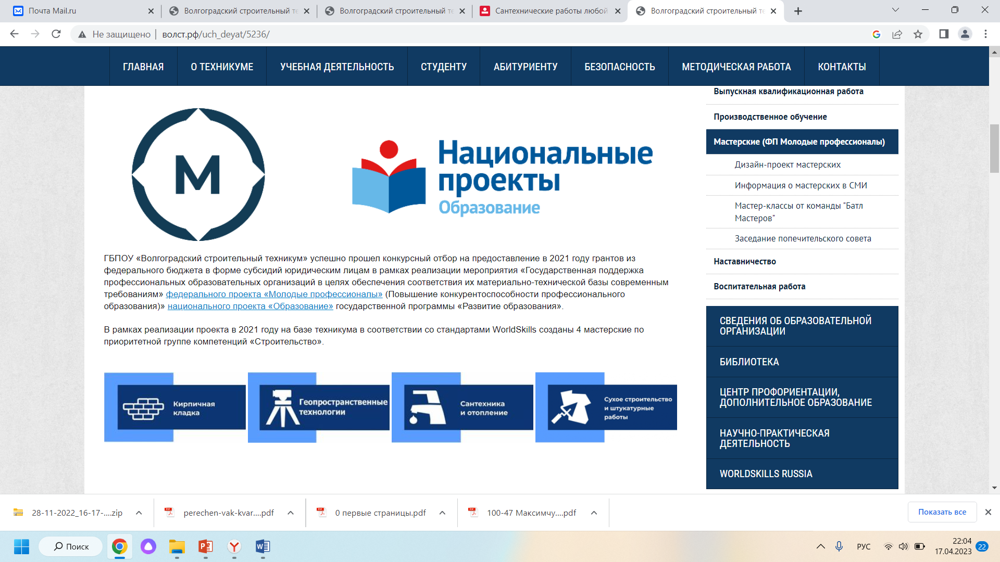 Почта Mail.ru
Волгоградский строительный те
Волгоградский строительный те
Сантехнические работы любой
Волгоградский строительный те
Не защищено
волст.рф/uch_deyat/5236/
ГЛАВНАЯ
О ТЕХНИКУМЕ
УЧЕБНАЯ ДЕЯТЕЛЬНОСТЬ
СТУДЕНТУ
АБИТУРИЕНТУ
БЕЗОПАСНОСТЬ
МЕТОДИЧЕСКАЯ РАБОТА
КОНТАКТЫ
М
Национальные
проекты
Образование
ГБПОУ «Волгоградский строительный техникум» успешно прошел конкурсный отбор на предоставление в 2021 году грантов из
федерального бюджета в форме субсидий юридическим лицам в рамках реализации мероприятия «Государственная поддержка
профессиональных образовательных организаций в целях обеспечения соответствия их материально-технической базы современным
требованиям» федерального проекта «Молодые профессионалы» (Повышение конкурентоспособности профессионального
образования)» национального проекта «Образование» государственной программы «Развитие образования».
В рамках реализации проекта в 2021 году на базе техникума в соответствии со стандартами WorldSkills созданы 4 мастерские по
приоритетной группе компетенций «Строительство».
Кирпичная
кладка
Геопространственные
технологии
Сантехника
и отопление
Сухое строительство
и штукатурные
работы
Выпускная квалификационная работа
Производственное обучение
Мастерские (ФП Молодые профессионалы)
Дизайн-проект мастерских
Информация о мастерских в СМИ
Мастер-классы от команды "Батл
Мастеров"
Заседание попечительского совета
Наставничество
Воспитательная работа
СВЕДЕНИЯ ОБ ОБРАЗОВАТЕЛЬНОЙ
ОРГАНИЗАЦИИ
БИБЛИОТЕКА
ЦЕНТР ПРОФОРИЕНТАЦИИ,
ДОПОЛНИТЕЛЬНОЕ ОБРАЗОВАНИЕ
НАУЧНО-ПРАКТИЧЕСКАЯ
ДЕЯТЕЛЬНОСТЬ
WORLDSKILLS RUSSIA
28-11-2022_16-17-....zip
perechen-vak-kvar....pdf
0 первые страницы.pdf
100-47 Максимчу....pdf
Показать все
Поиск
РУС
22:04
17.04.2023
22